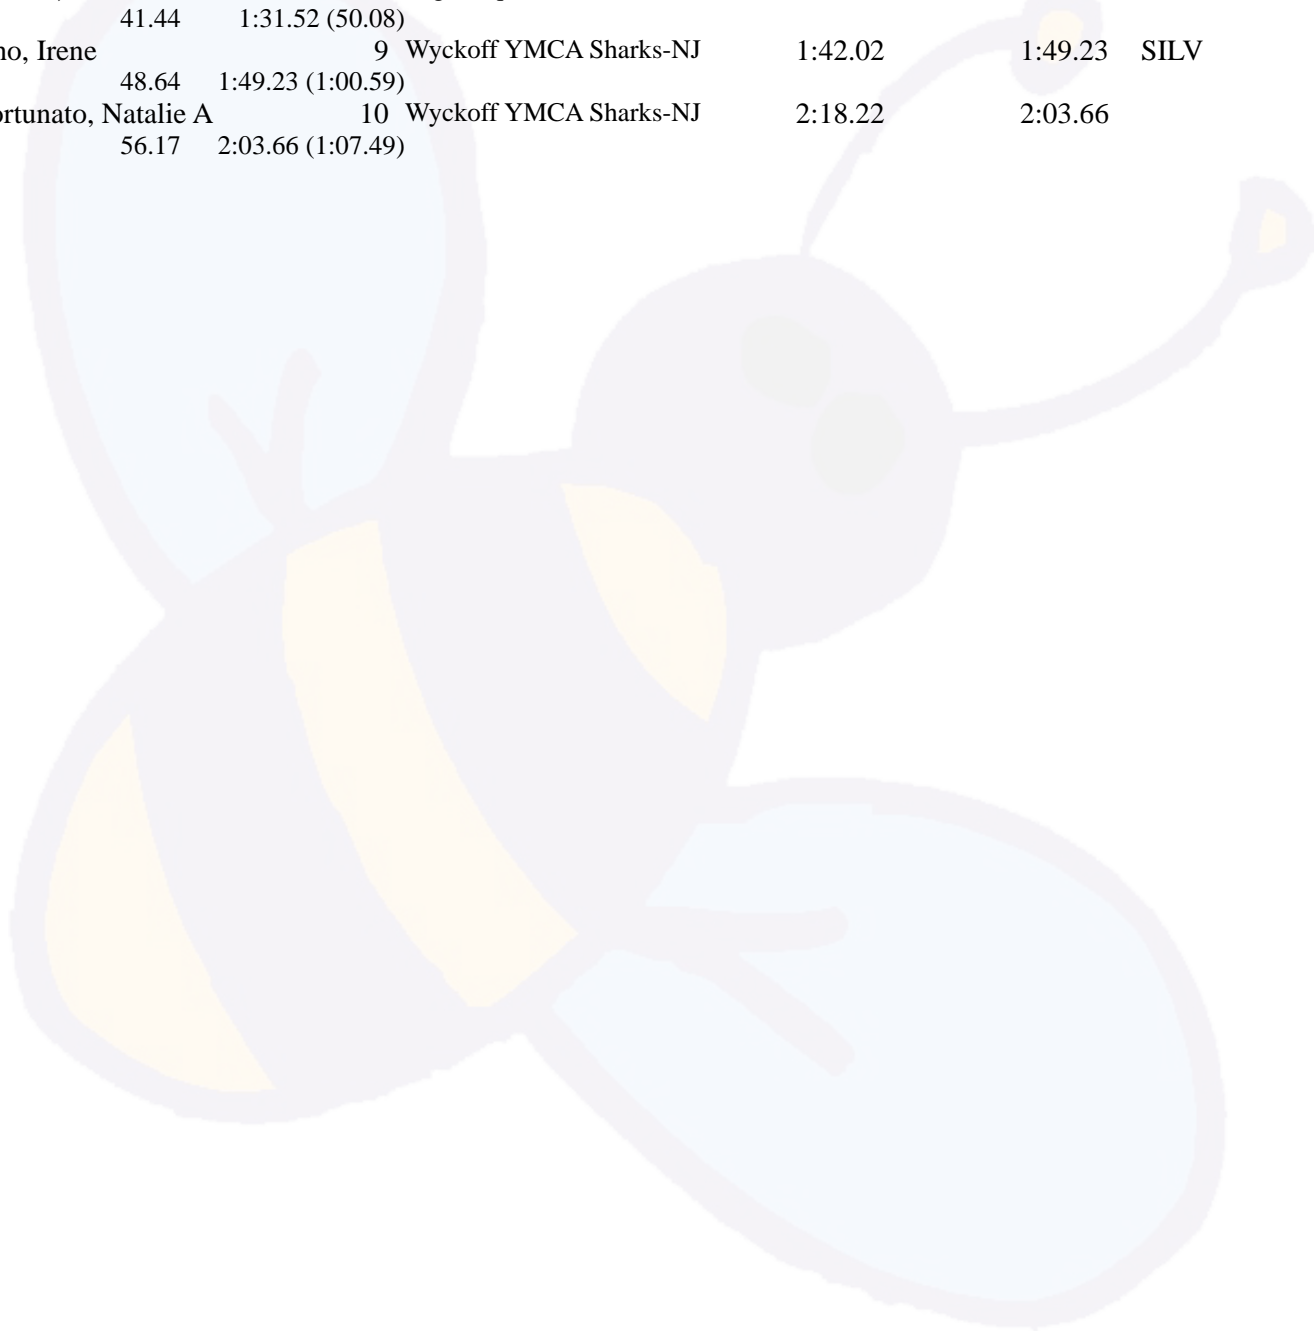 41.44 1:31.52 (50.08)
no, Irene 9 Wyckoff YMCA Sharks-NJ 1:42.02 1:49.23 SILV
48.64 1:49.23 (1:00.59)
ortunato, Natalie A 10 Wyckoff YMCA Sharks-NJ 2:18.22 2:03.66
56.17 2:03.66 (1:07.49)